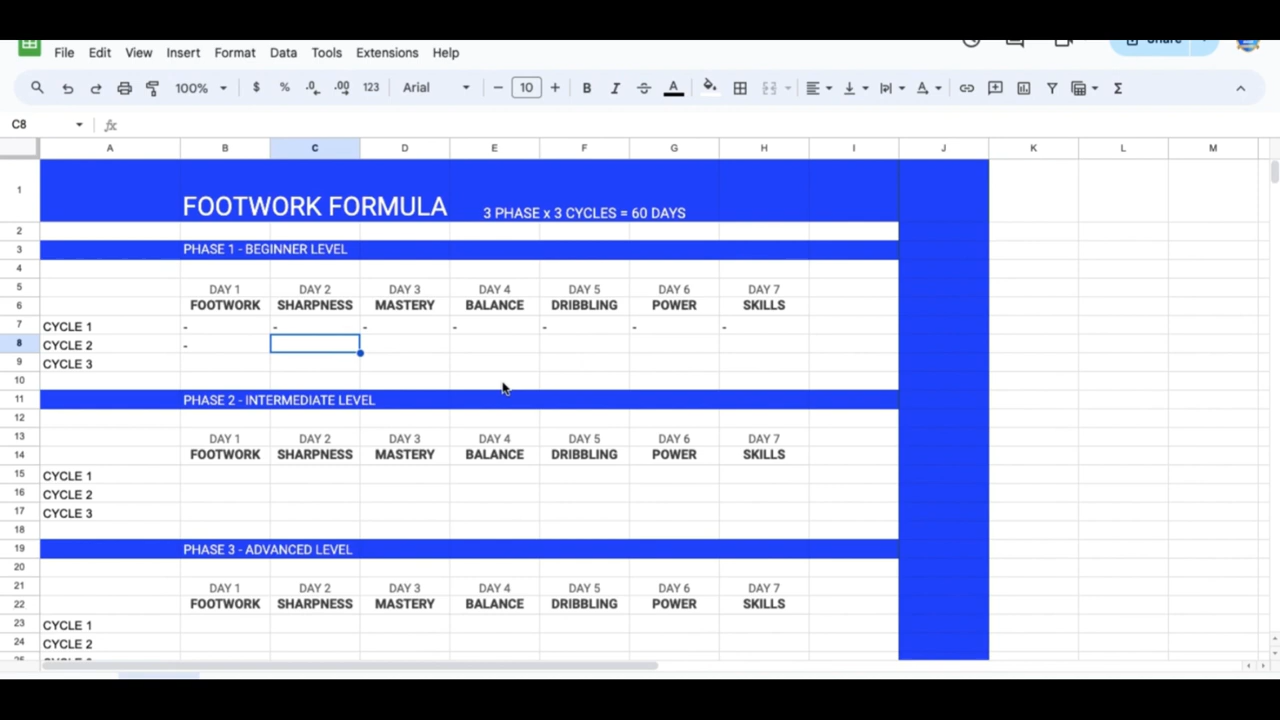 Share
File Edit View Insert Format Data Tools Extensions Help
100% $ % .0 .00 123 Arial 10 B I A Σ
C8 fx
A B C D E F G H I J K L M
1 FOOTWORK FORMULA 3 PHASE x 3 CYCLES = 60 DAYS
2
3 PHASE 1 - BEGINNER LEVEL
4
5 DAY 1 DAY 2 DAY 3 DAY 4 DAY 5 DAY 6 DAY 7
6 FOOTWORK SHARPNESS MASTERY BALANCE DRIBBLING POWER SKILLS
7 CYCLE 1 - - - - - - -
8 CYCLE 2 -
9 CYCLE 3
10
11 PHASE 2 - INTERMEDIATE LEVEL
12
13 DAY 1 DAY 2 DAY 3 DAY 4 DAY 5 DAY 6 DAY 7
14 FOOTWORK SHARPNESS MASTERY BALANCE DRIBBLING POWER SKILLS
15 CYCLE 1
16 CYCLE 2
17 CYCLE 3
18
19 PHASE 3 - ADVANCED LEVEL
20
21 DAY 1 DAY 2 DAY 3 DAY 4 DAY 5 DAY 6 DAY 7
22 FOOTWORK SHARPNESS MASTERY BALANCE DRIBBLING POWER SKILLS
23 CYCLE 1
24 CYCLE 2